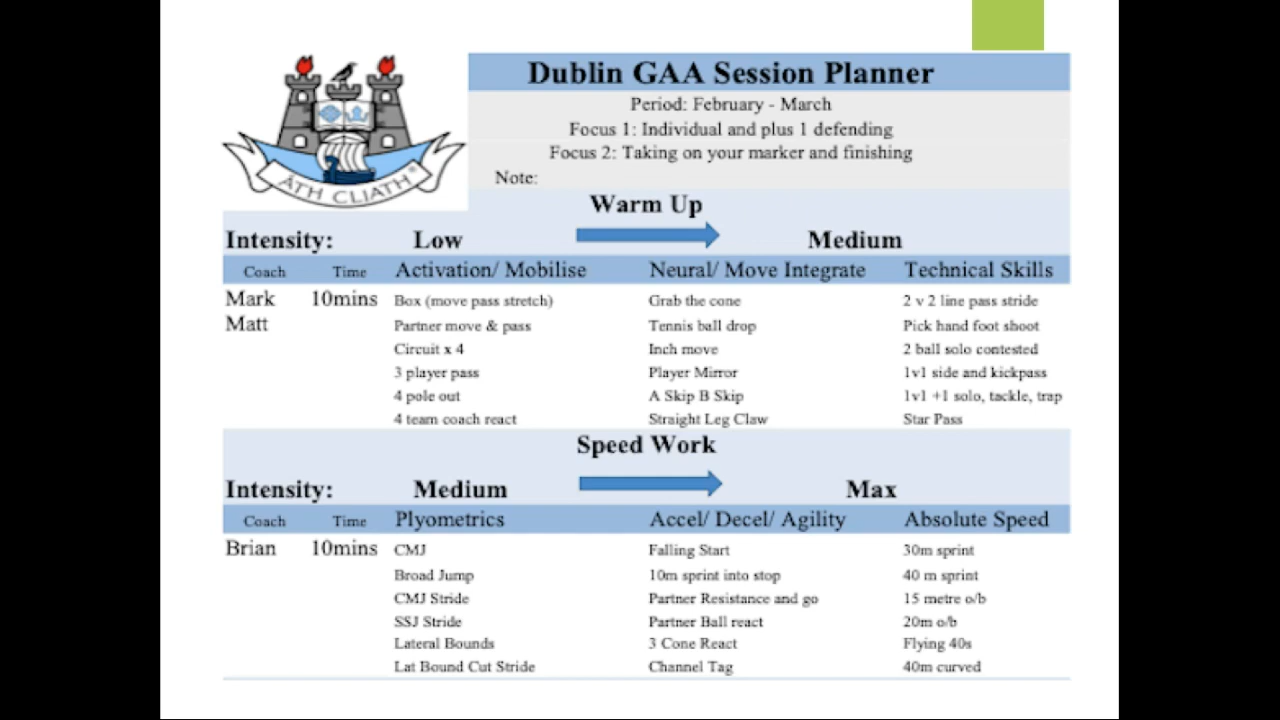 Dublin GAA Session Planner
Period: February - March
Focus 1: Individual and plus 1 defending
Focus 2: Taking on your marker and finishing
Note:
ÁTH CLIATH
Warm Up
Intensity: Low Medium
Coach Time Activation/ Mobilise Neural/ Move Integrate Technical Skills
Mark 10mins Box (move pass stretch) Grab the cone 2 v 2 line pass stride
Matt Partner move & pass Tennis ball drop Pick hand foot shoot
Circuit x 4 Inch move 2 ball solo contested
3 player pass Player Mirror 1v1 side and kickpass
4 pole out A Skip B Skip 1v1 +1 solo, tackle, trap
4 team coach react Straight Leg Claw Star Pass
Speed Work
Intensity: Medium Max
Coach Time Plyometrics Accel/ Decel/ Agility Absolute Speed
Brian 10mins CMJ Falling Start 30m sprint
Broad Jump 10m sprint into stop 40 m sprint
CMJ Stride Partner Resistance and go 15 metre o/b
SSJ Stride Partner Ball react 20m o/b
Lateral Bounds 3 Cone React Flying 40s
Lat Bound Cut Stride Channel Tag 40m curved